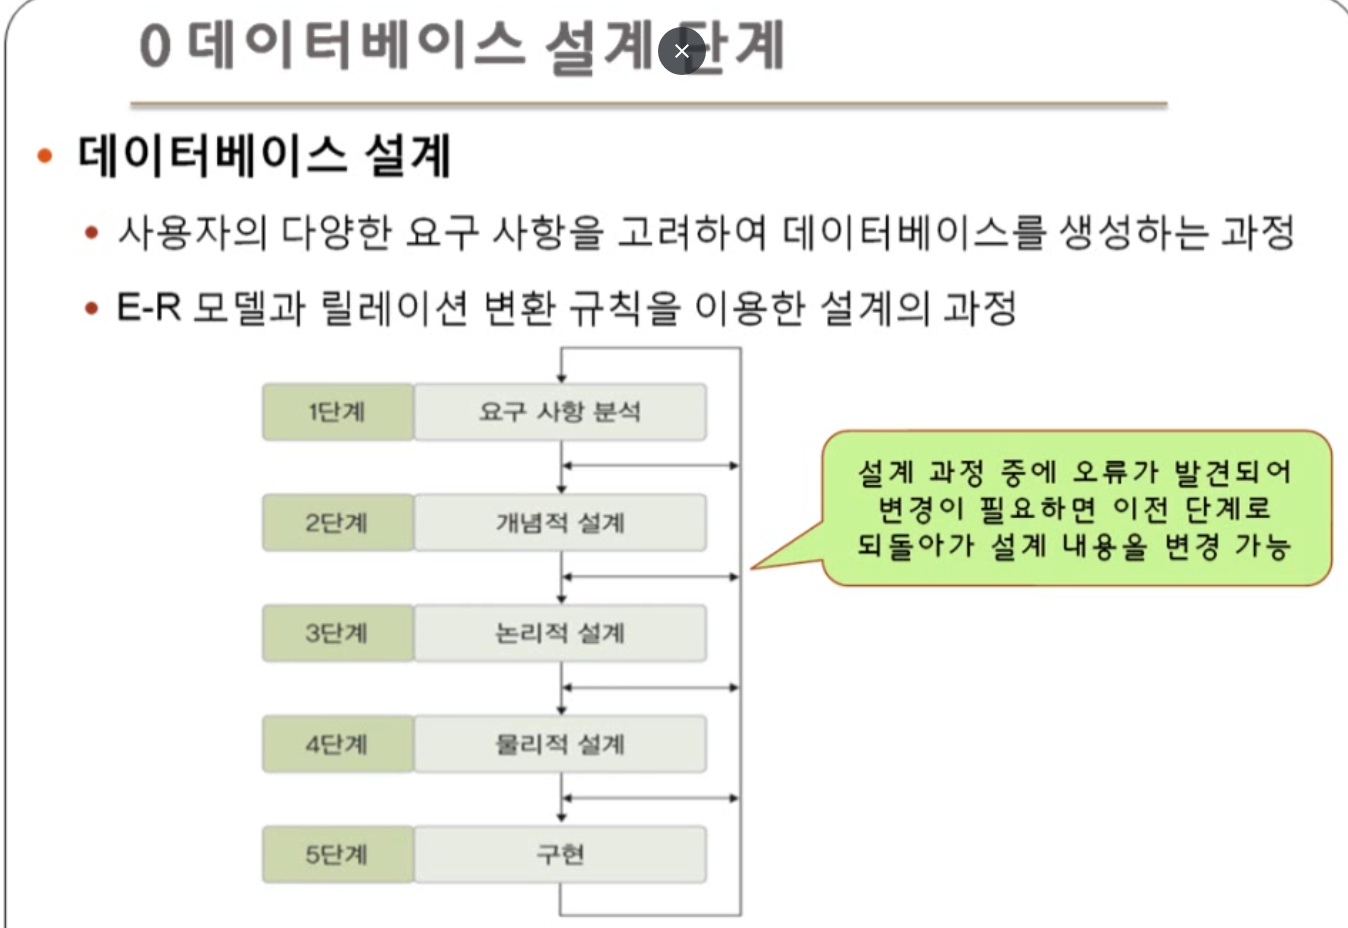 0 데이터베이스 설계 단계
데이터베이스 설계
사용자의 다양한 요구 사항을 고려하여 데이터베이스를 생성하는 과정
E-R 모델과 릴레이션 변환 규칙을 이용한 설계의 과정
1단계 요구 사항 분석
2단계 개념적 설계
3단계 논리적 설계
4단계 물리적 설계
5단계 구현
설계 과정 중에 오류가 발견되어
변경이 필요하면 이전 단계로
되돌아가 설계 내용을 변경 가능